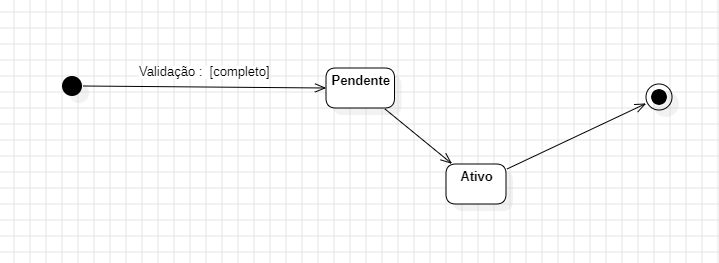 Validação :  [completo]
Pendente
Ativo